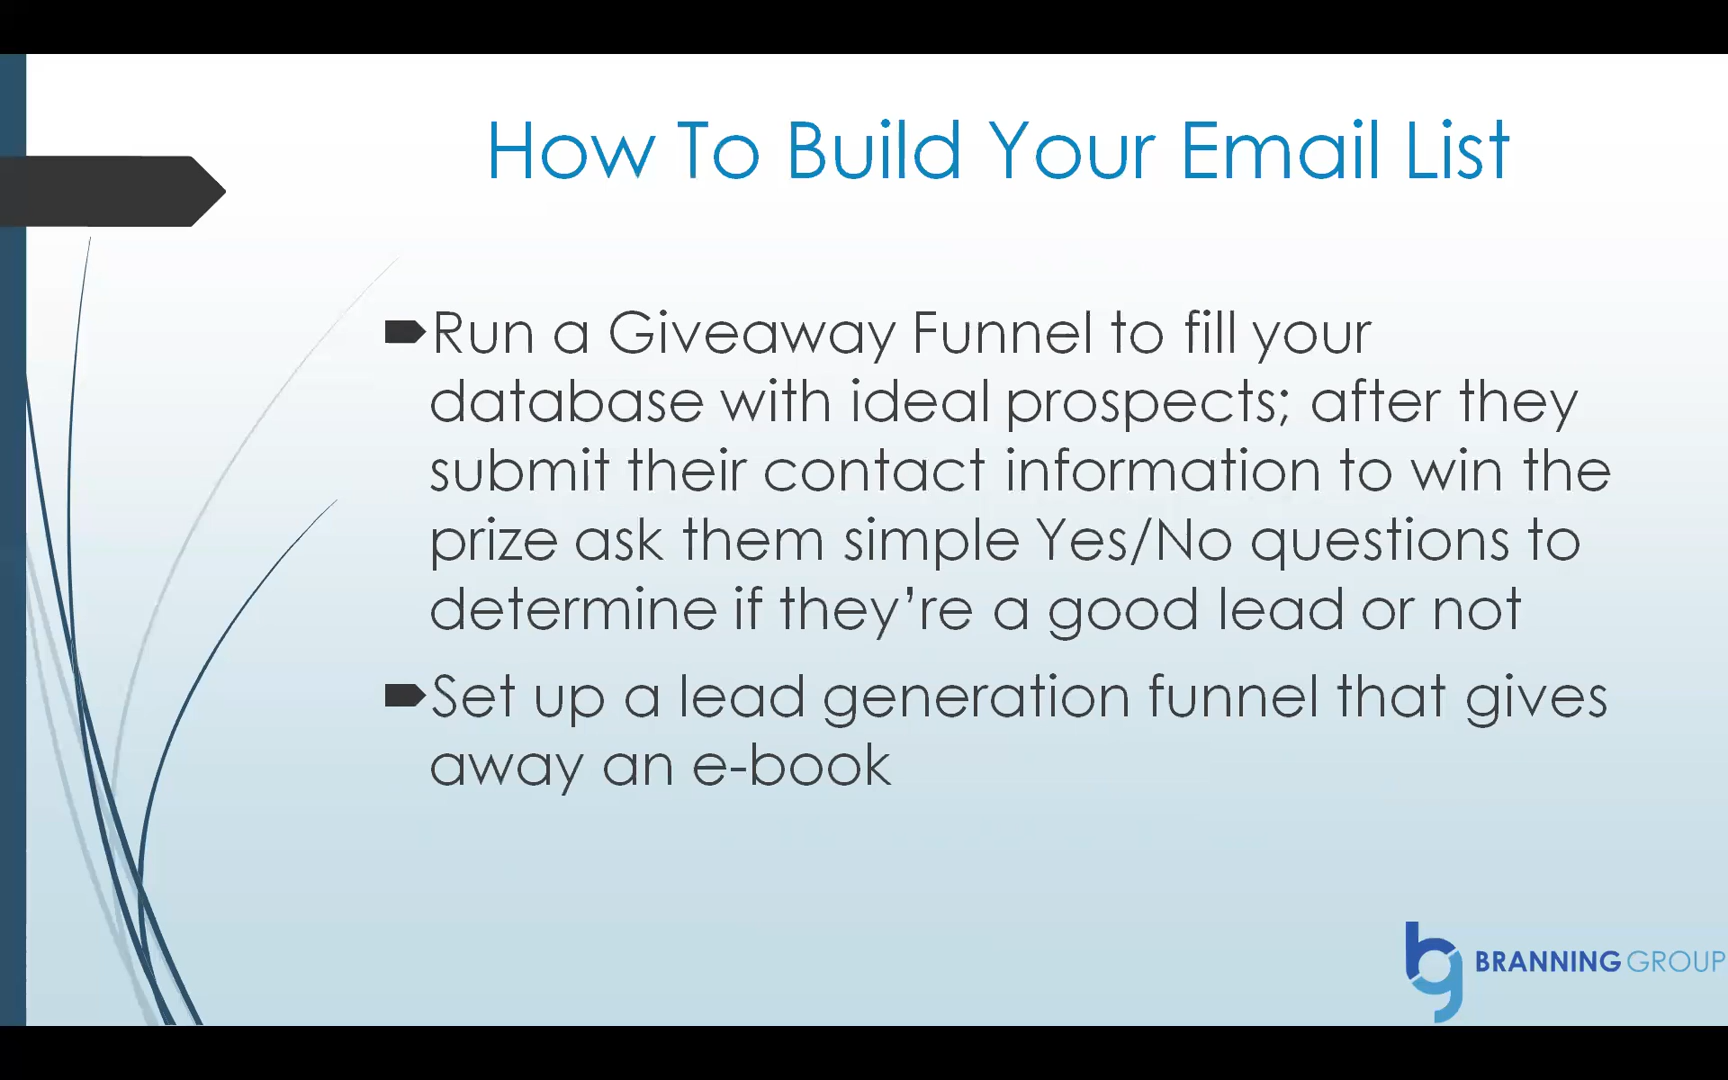 How To Build Your Email List
Run a Giveaway Funnel to fill your
database with ideal prospects; after they
submit their contact information to win the
prize ask them simple Yes/No questions to
determine if they’re a good lead or not
Set up a lead generation funnel that gives
away an e-book
bg BRANNING GROUP